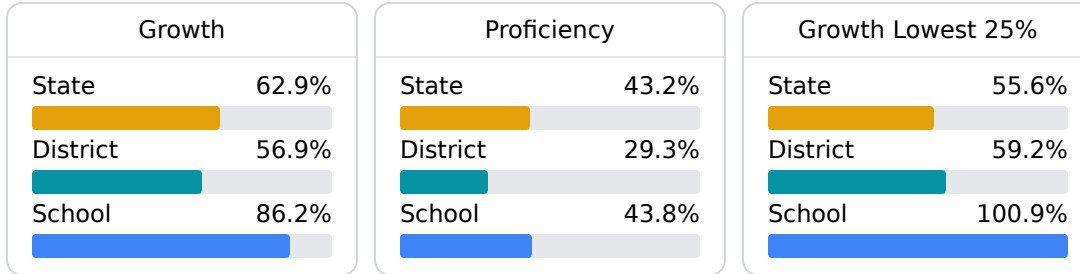 Growth
State 62.9%
District 56.9%
School 86.2%
Proficiency
State 43.2%
District 29.3%
School 43.8%
Growth Lowest 25%
State 55.6%
District 59.2%
School 100.9%